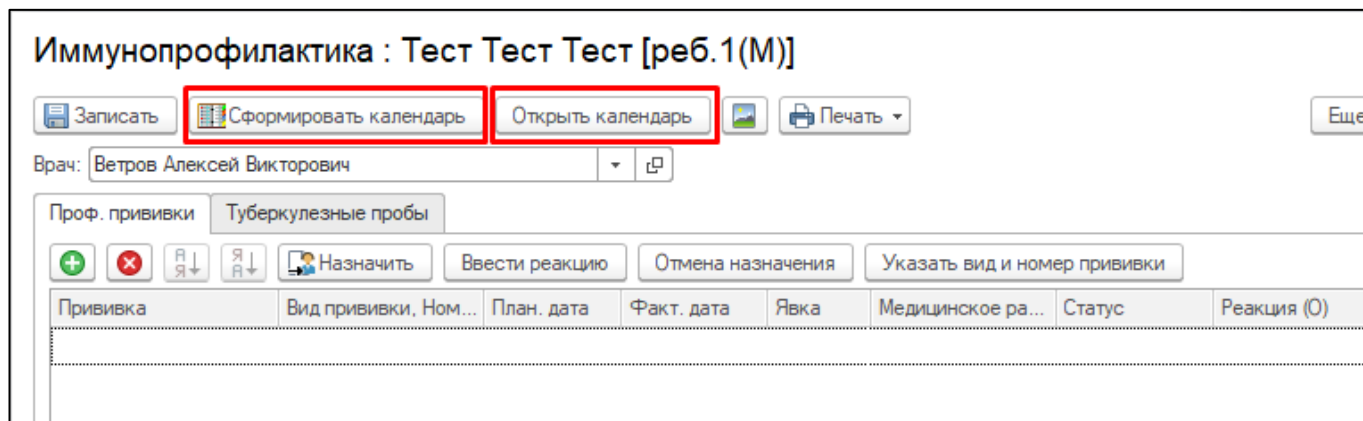 Иммунопрофилактика : Тест Тест Тест [реб.1(М)]
Записать Сформировать календарь Открыть календарь Печать Еще
Врач: Ветров Алексей Викторович
Проф. прививки Туберкулезные пробы
Назначить Ввести реакцию Отмена назначения Указать вид и номер прививки
Прививка Вид прививки, Ном... План. дата Факт. дата Явка Медицинское ра... Статус Реакция (О)